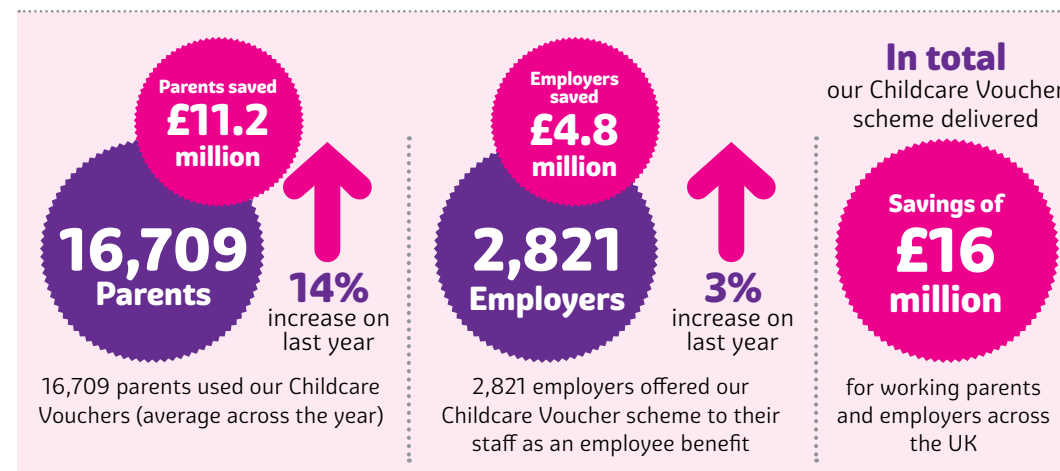 Parents saved
£11.2
million
16,709
Parents
14%
increase on
last year
16,709 parents used our Childcare
Vouchers (average across the year)
Employers
saved
£4.8
million
2,821
Employers
3%
increase on
last year
2,821 employers offered our
Childcare Voucher scheme to their
staff as an employee benefit
In total
our Childcare Voucher
scheme delivered
Savings of
£16
million
for working parents
and employers across
the UK